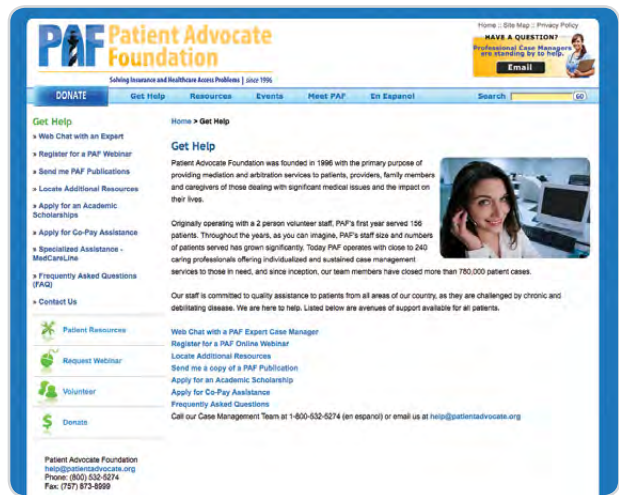 Home :: Site Map :: Privacy Policy
PAF Patient Advocate
Foundation
Solving Insurance and Healthcare Access Problems | since 1996
HAVE A QUESTION?
Professional Case Managers
are standing by to help.
Email
DONATE Get Help Resources Events Meet PAF En Espanol Search GO
Get Help
» Web Chat with an Expert
» Register for a PAF Webinar
» Send me PAF Publications
» Locate Additional Resources
» Apply for an Academic
Scholarships
» Apply for Co-Pay Assistance
» Specialized Assistance -
MedCareLine
» Frequently Asked Questions
(FAQ)
» Contact Us
Patient Resources
Request Webinar
Volunteer
Donate
Patient Advocate Foundation
help@patientadvocate.org
Phone: (800) 532-5274
Fax: (757) 873-8999
Home > Get Help
Get Help
Patient Advocate Foundation was founded in 1996 with the primary purpose of
providing mediation and arbitration services to patients, providers, family members
and caregivers of those dealing with significant medical issues and the impact on
their lives.
Originally operating with a 2 person volunteer staff, PAF's first year served 156
patients. Throughout the years, as you can imagine, PAF's staff size and numbers
of patients served has grown significantly. Today PAF operates with close to 240
caring professionals offering individualized and sustained case management
services to those in need, and since inception, our team members have closed more than 780,000 patient cases.
Our staff is committed to quality assistance to patients from all areas of our country, as they are challenged by chronic and
debilitating disease. We are here to help. Listed below are avenues of support available for all patients.
Web Chat with a PAF Expert Case Manager
Register for a PAF Online Webinar
Locate Additional Resources
Send me a copy of a PAF Publication
Apply for an Academic Scholarship
Apply for Co-Pay Assistance
Frequently Asked Questions
Call our Case Management Team at 1-800-532-5274 (en espanol) or email us at help@patientadvocate.org